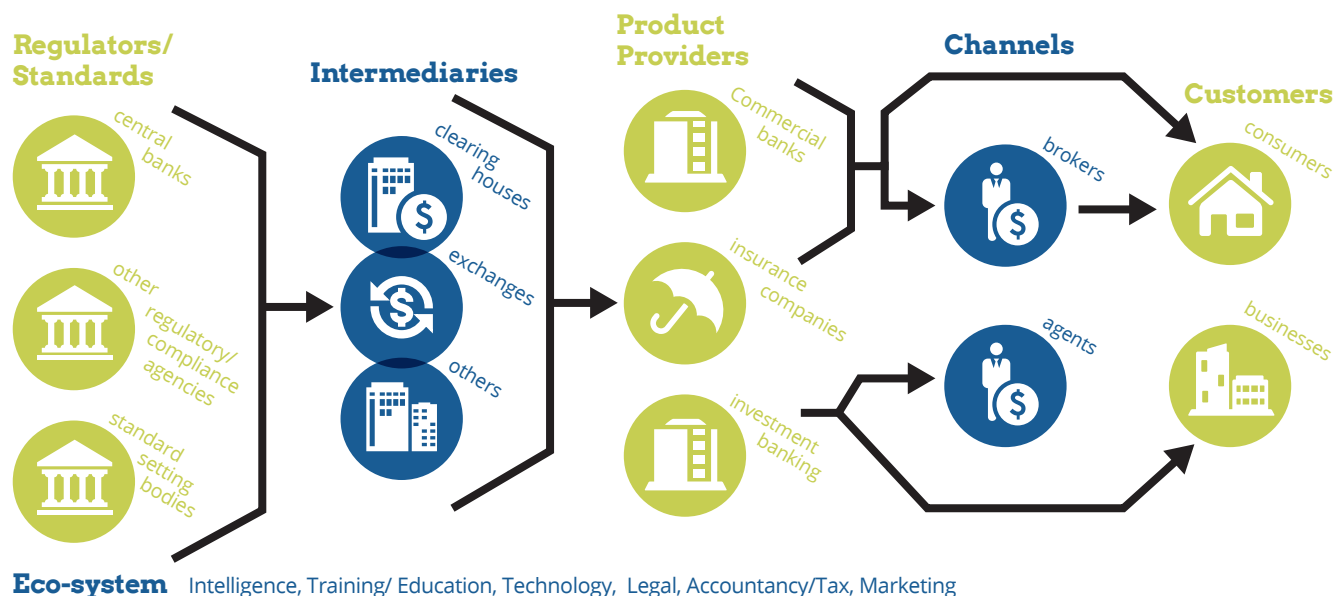 Regulators/
Standards
central
banks
other
regulatory/
compliance
agencies
standard
setting
bodies
Intermediaries
clearing
houses
$
exchanges
$
others
Product
Providers
Commercial
banks
insurance
companies
investment
banking
Channels
brokers
$
agents
$
Customers
consumers
businesses
Eco-system Intelligence, Training/ Education, Technology, Legal, Accountancy/Tax, Marketing